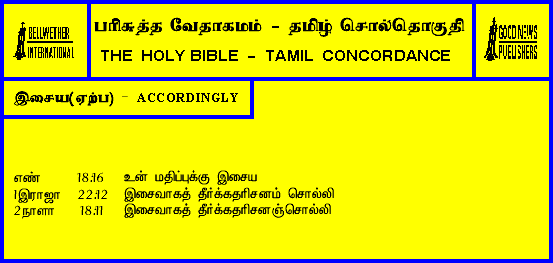 BELLWETHER
INTERNATIONAL
பரிசுத்த வேதாகமம் - தமிழ் சொல்தொகுதி
THE HOLY BIBLE - TAMIL CONCORDANCE
GOOD NEWS
PUBLISHERS
இசைய(ஏற்ப) - ACCORDINGLY
எண் 18:16 உன் மதிப்புக்கு இசைய
1இராஜா 22:12 இசைவாகத் தீர்க்கதரிசனம் சொல்லி
2நாளா 18:11 இசைவாகத் தீர்க்கதரிசனஞ்சொல்லி